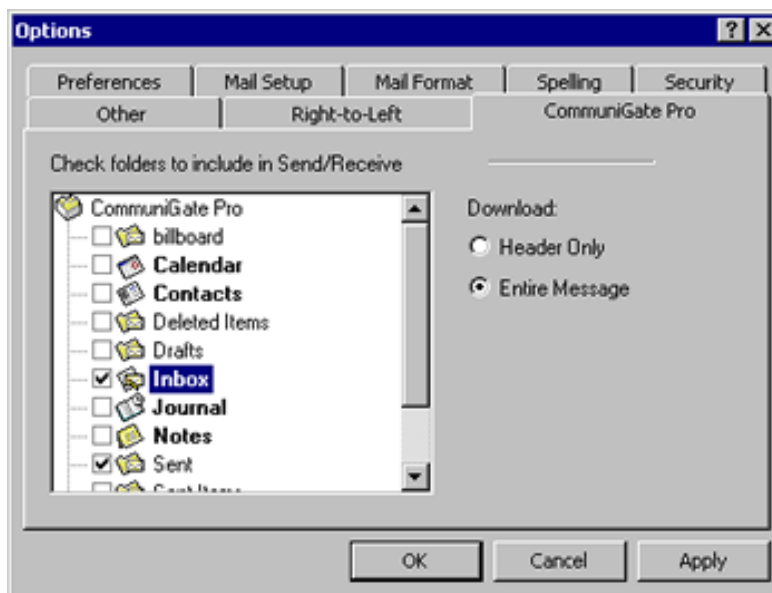 Options
Preferences Mail Setup Mail Format Spelling Security
Other Right-to-Left CommuniGate Pro
Check folders to include in Send/Receive
CommuniGate Pro
billboard
Calendar
Contacts
Deleted Items
Drafts
Inbox
Journal
Notes
Sent
Sent Items
Download:
Header Only
Entire Message
OK Cancel Apply